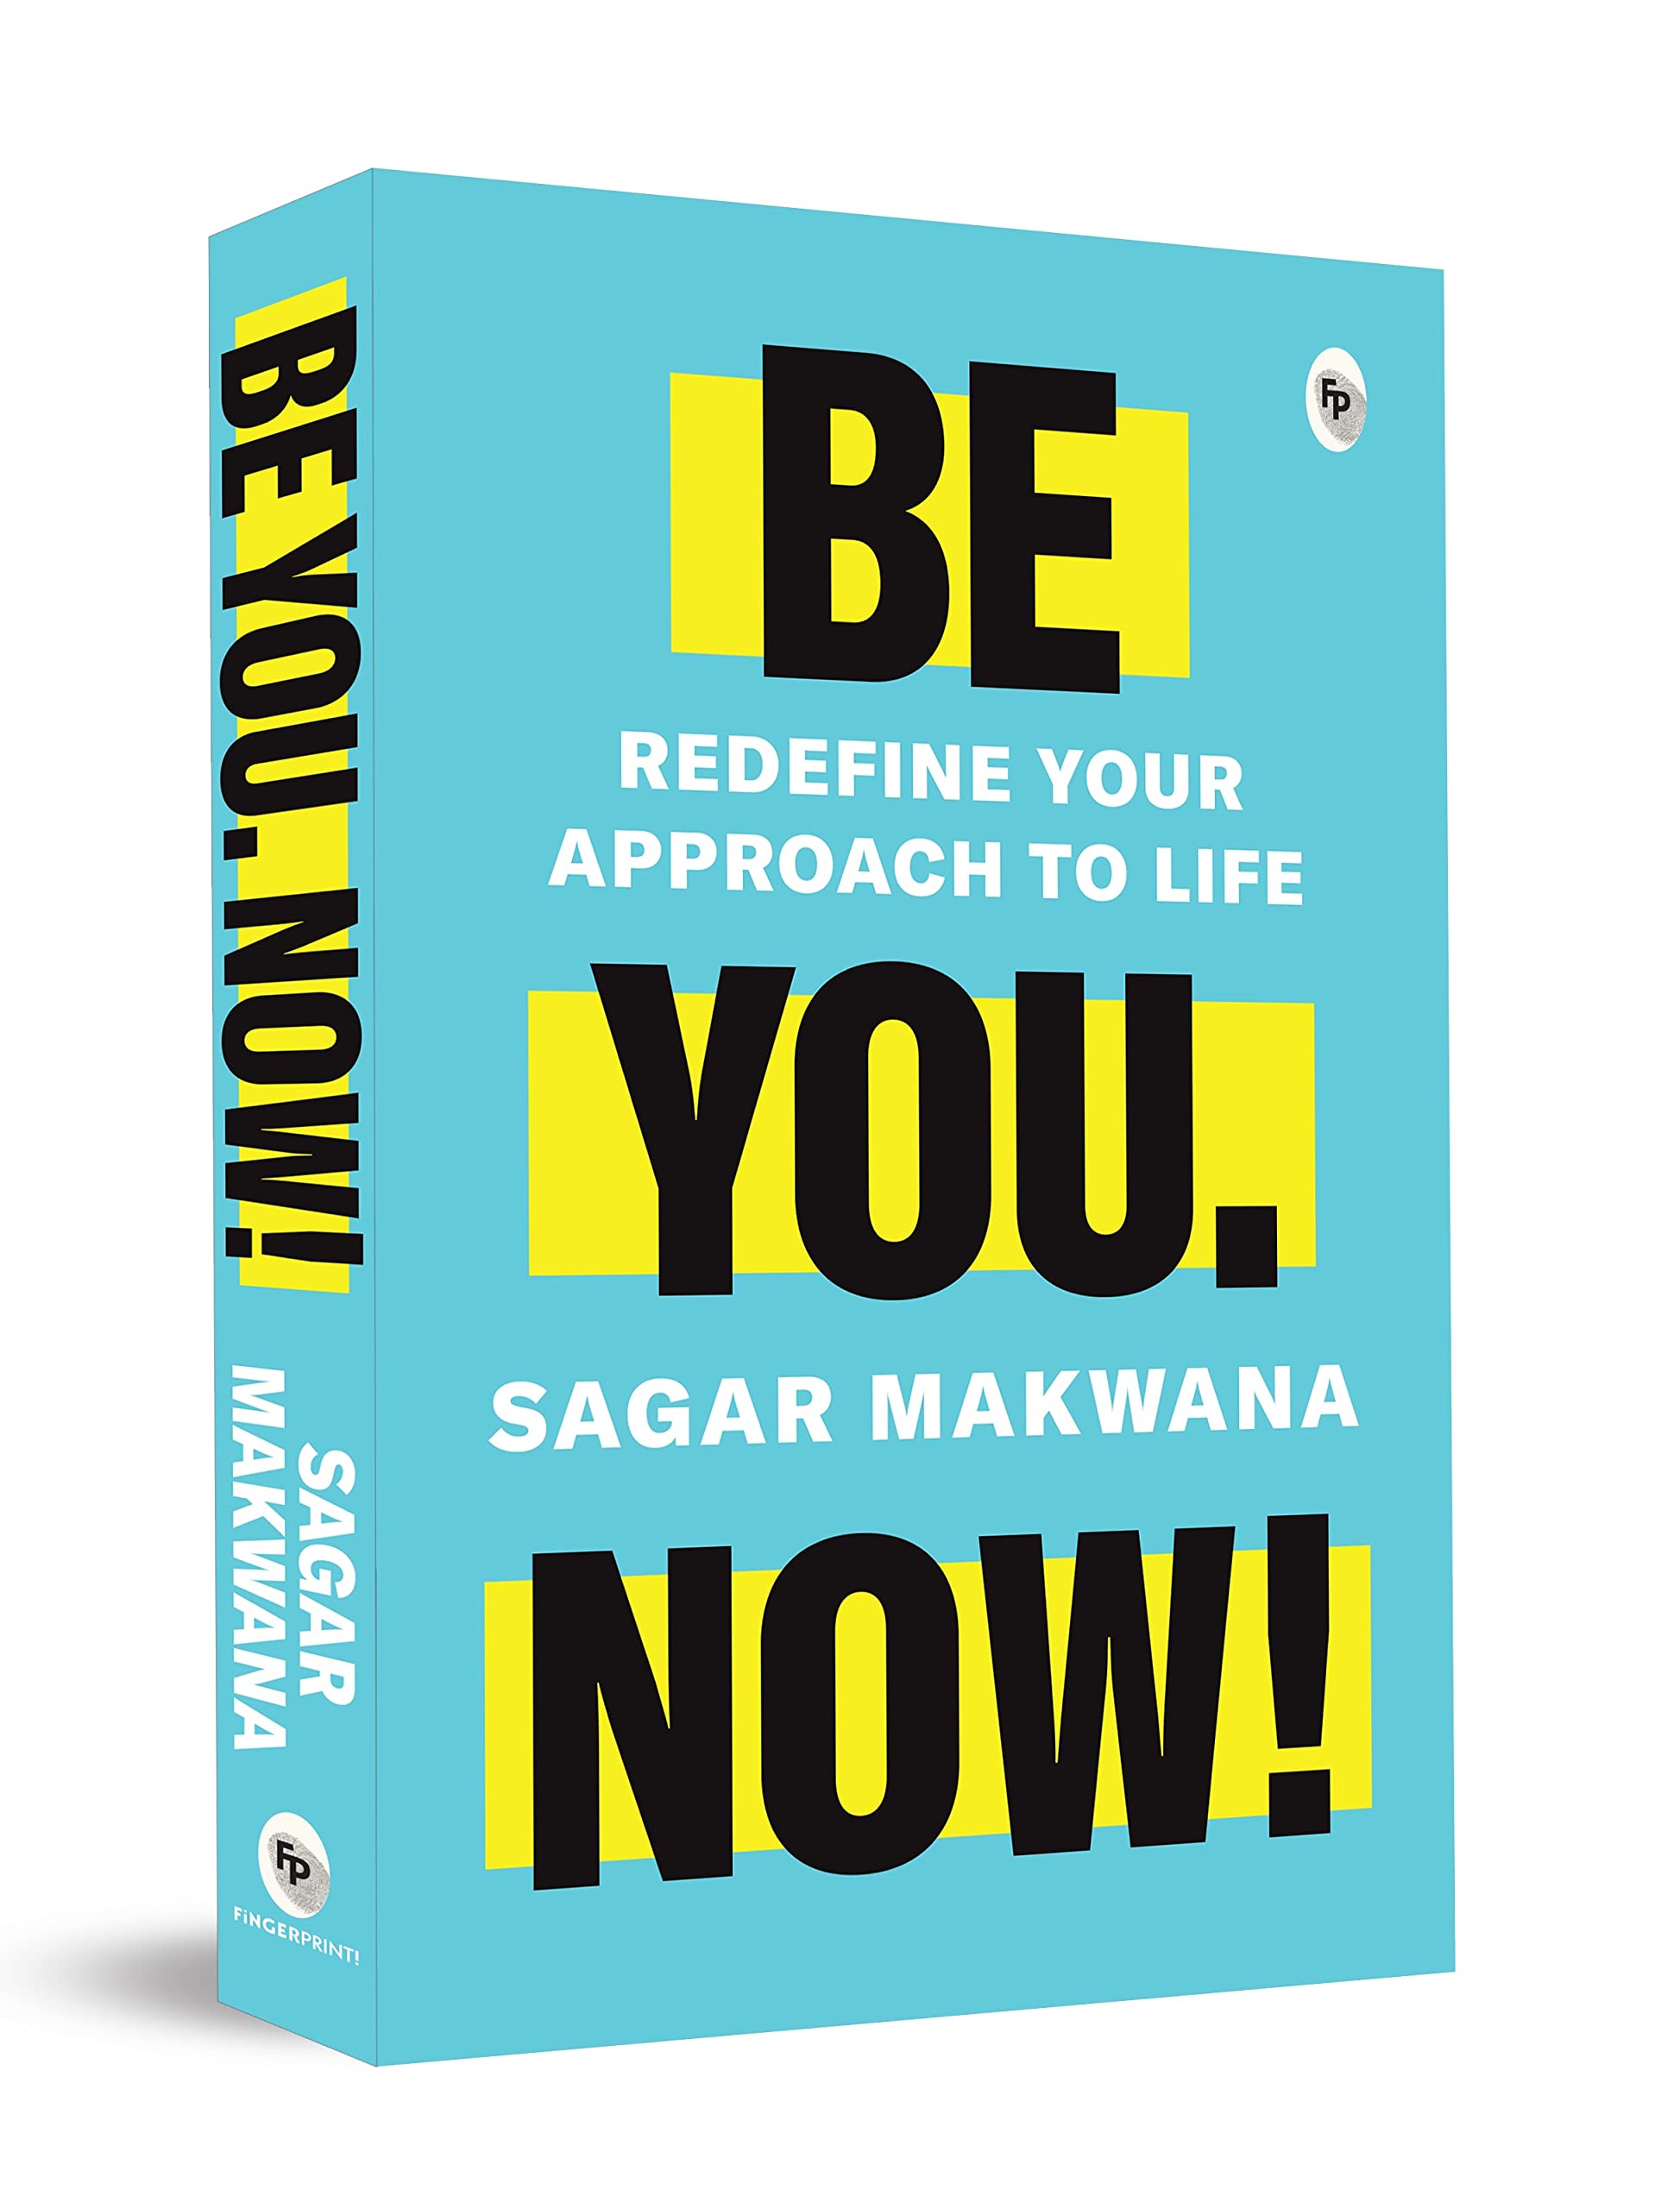 BE YOU. NOW!
SAGAR
MAKWANA
FP
FiNGERPRINT!
BE
FP
REDEFINE YOUR
APPROACH TO LIFE
YOU.
SAGAR MAKWANA
NOW!